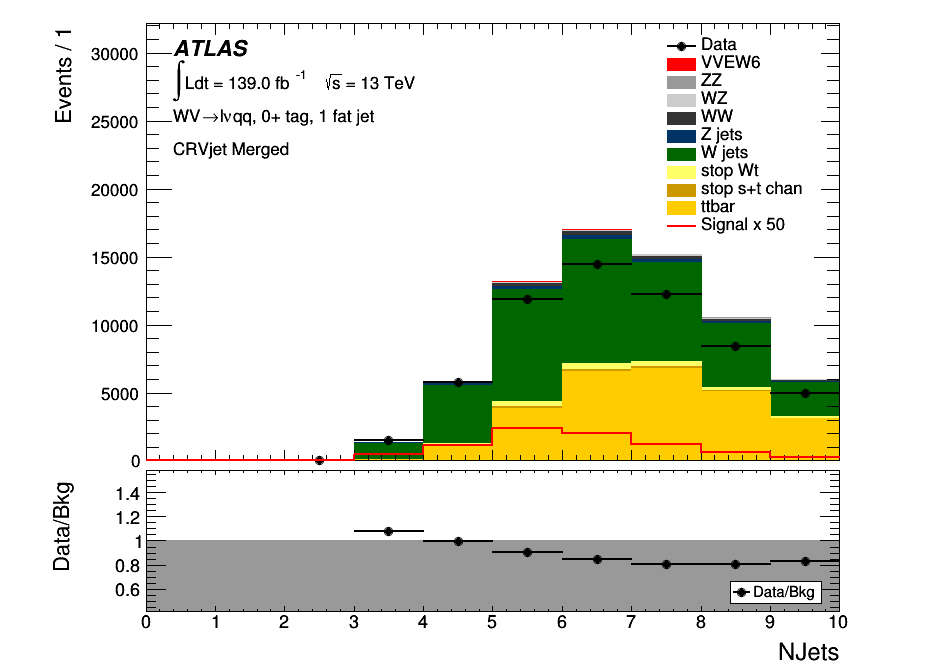 Events / 1
30000
25000
20000
15000
10000
5000
0
ATLAS
∫Ldt = 139.0 fb⁻¹ √s = 13 TeV
WV→lνqq, 0+ tag, 1 fat jet
CRVjet Merged
Data
VVEW6
ZZ
WZ
WW
Z jets
W jets
stop Wt
stop s+t chan
ttbar
Signal x 50
Data/Bkg
1.4
1.2
1
0.8
0.6
Data/Bkg
0 1 2 3 4 5 6 7 8 9 10
NJets